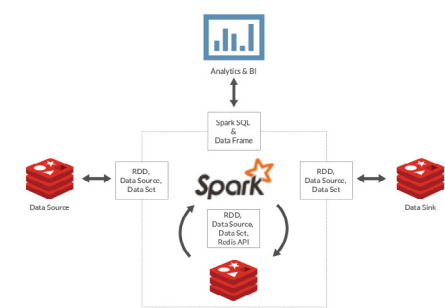 Analytics & BI
Spark SQL
&
Data Frame
RDD,
Data Source,
Data Set
Data Source
Spark
RDD,
Data Source,
Data Set,
Redis API
RDD,
Data Source,
Data Set
Data Sink